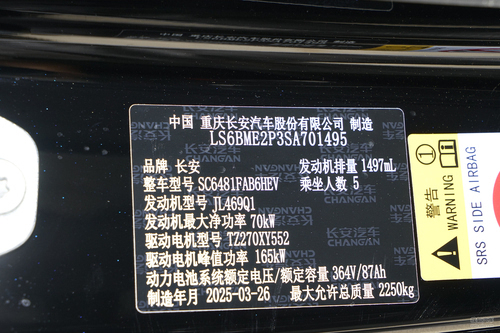 中国 重庆长安汽车股份有限公司 制造
LS6BME2P3SA701495
品牌 长安 发动机排量 1497mL
整车型号 SC6481FAB6HEV 乘坐人数 5
发动机型号 JL469Q1
发动机最大净功率 70kW
驱动电机型号 TZ270XY552
驱动电机峰值功率 165kW
动力电池系统额定电压/额定容量 364V/87Ah
制造年月 2025-03-26 最大允许总质量 2250kg
长安汽车
CHANGAN
警告
WARNING
SRS SIDE AIRBAG